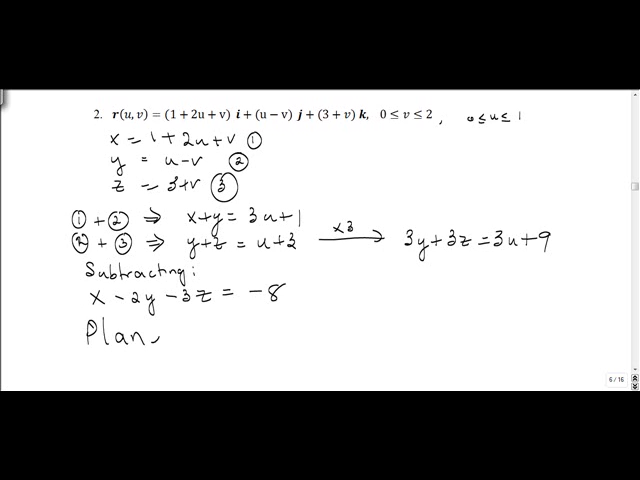 2. r(u, v) = (1 + 2u + v) i + (u − v) j + (3 + v) k, 0 ≤ v ≤ 2 , 0 ≤ u ≤ 1
x = 1 + 2u + v ①
y = u − v ②
z = 3 + v ③
① + ② ⇒ x + y = 3u + 1
② + ③ ⇒ y + z = u + 3 ×3 → 3y + 3z = 3u + 9
Subtracting :
x − 2y − 3z = − 8
Plan
6 / 16